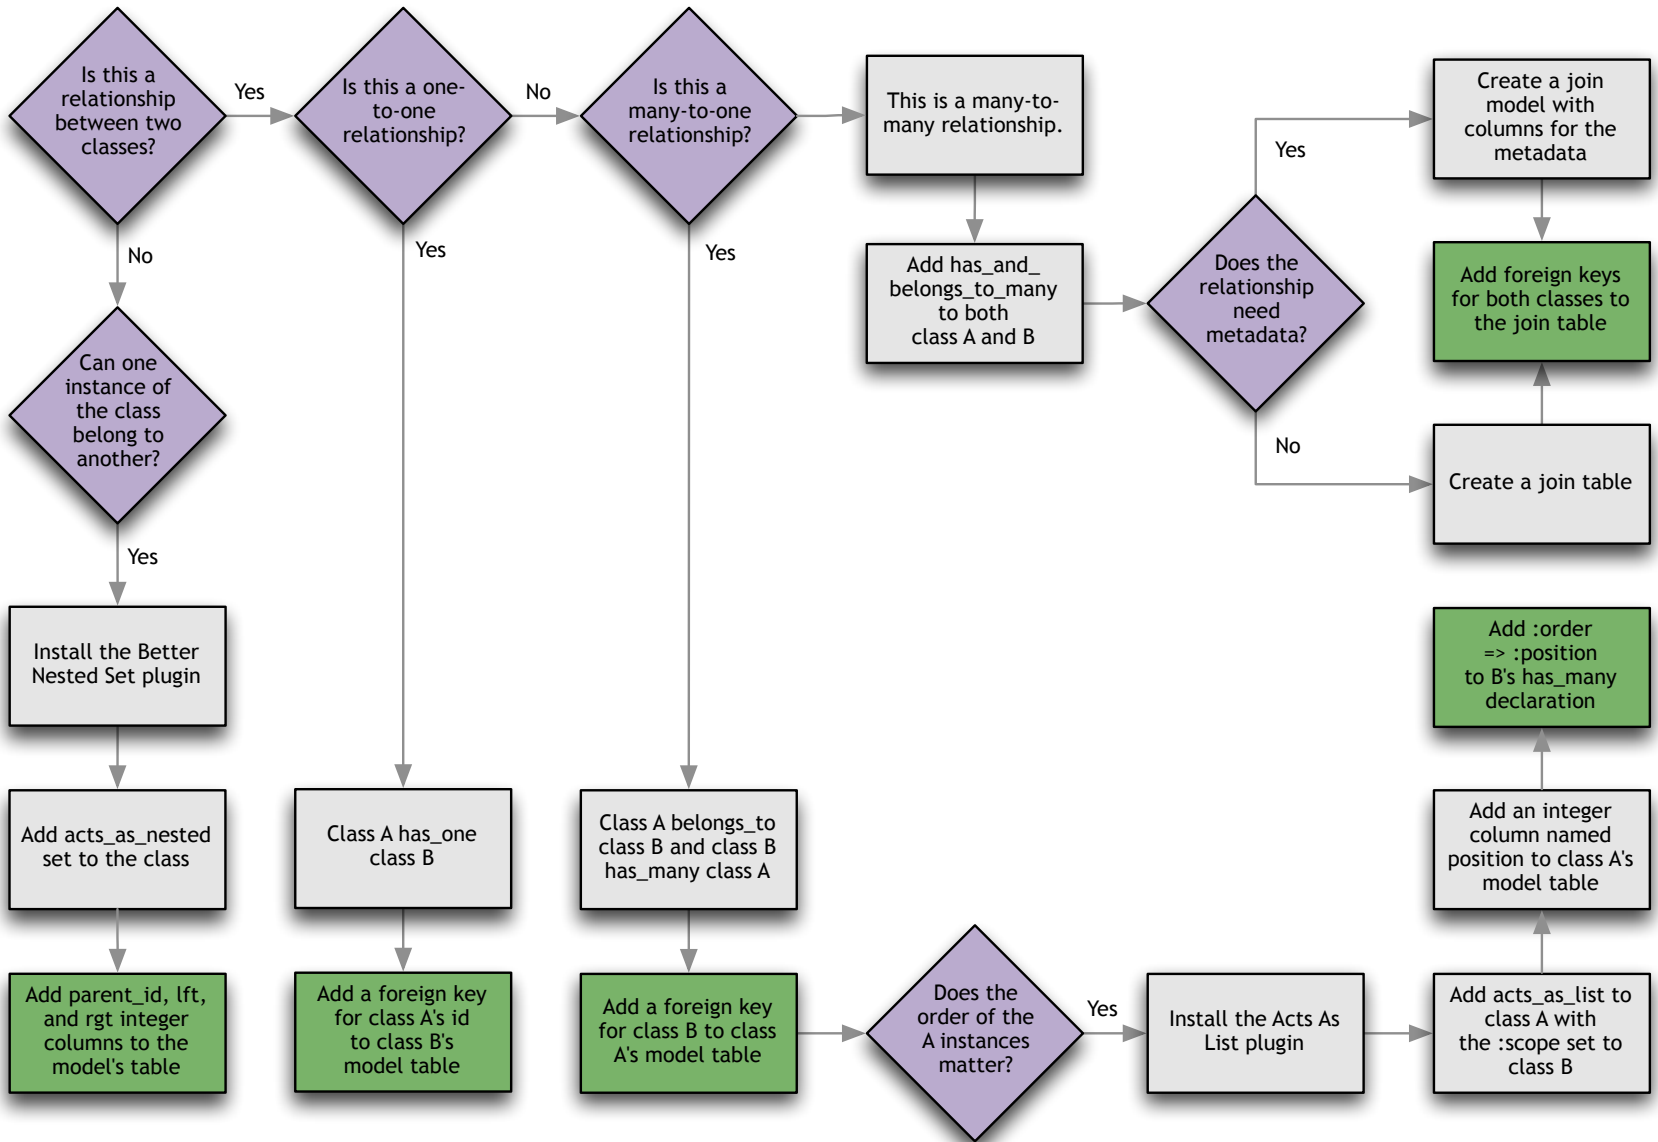 Is this a
relationship
between two
classes?
Yes
Is this a one-
to-one
relationship?
No
Is this a
many-to-one
relationship?
This is a many-to-
many relationship.
Create a join
model with
columns for the
metadata
Yes
No
Yes
Yes
Add has_and_
belongs_to_many
to both
class A and B
Does the
relationship
need
metadata?
Add foreign keys
for both classes to
the join table
Can one
instance of
the class
belong to
another?
No
Create a join table
Yes
Install the Better
Nested Set plugin
Add :order
=> :position
to B's has_many
declaration
Add acts_as_nested
set to the class
Class A has_one
class B
Class A belongs_to
class B and class B
has_many class A
Add an integer
column named
position to class A's
model table
Add parent_id, lft,
and rgt integer
columns to the
model's table
Add a foreign key
for class A's id
to class B's
model table
Add a foreign key
for class B to class
A's model table
Does the
order of the
A instances
matter?
Yes
Install the Acts As
List plugin
Add acts_as_list to
class A with
the :scope set to
class B